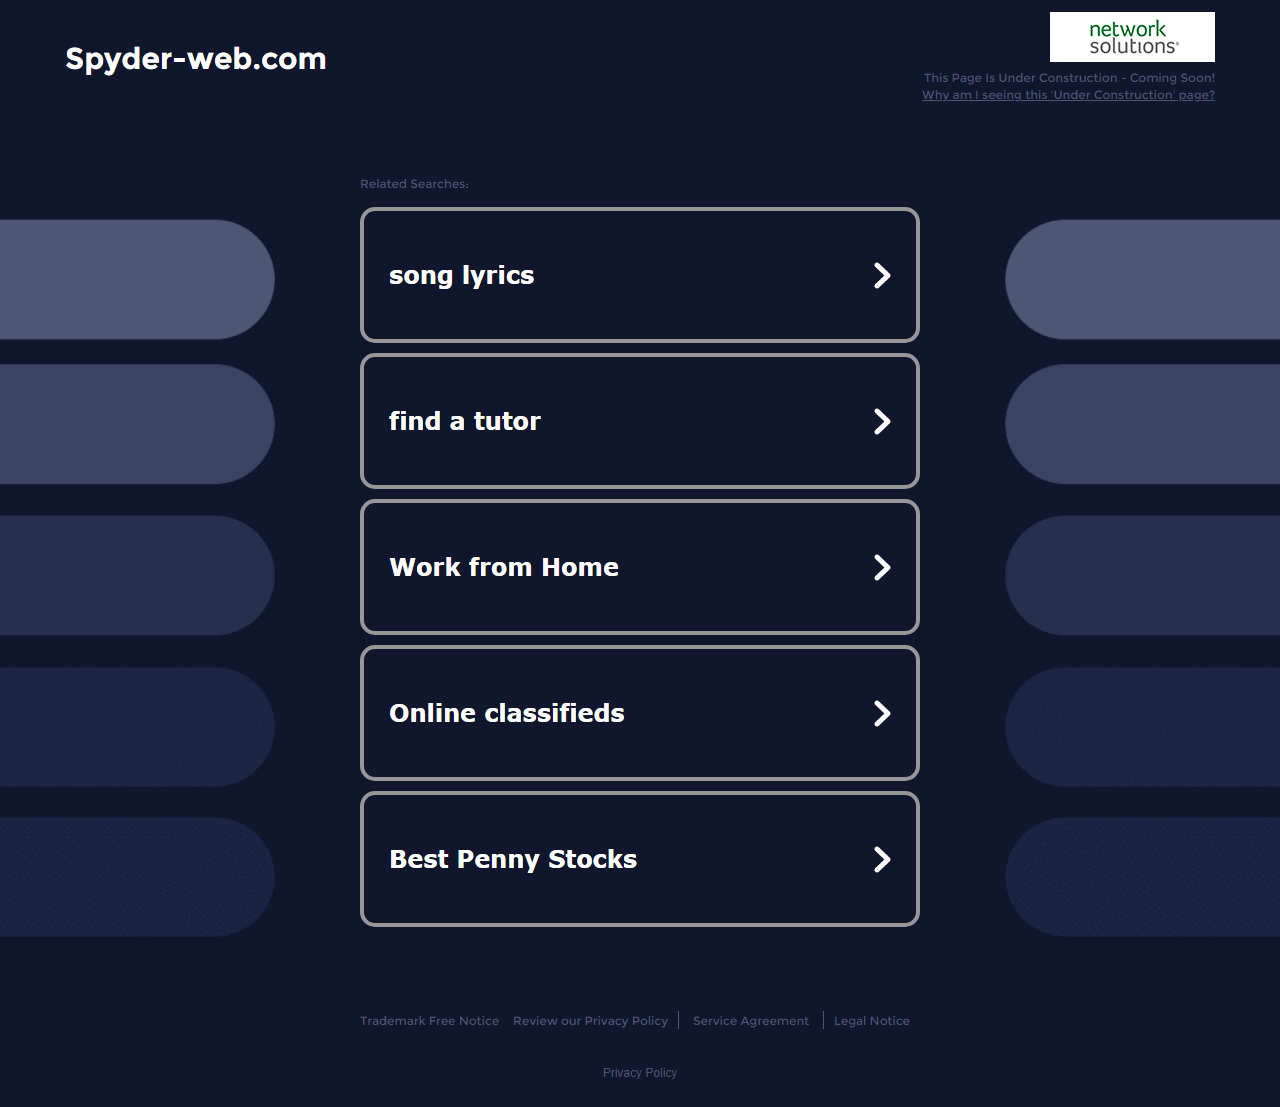 Spyder-web.com
network
solutions®
This Page Is Under Construction - Coming Soon!
Why am I seeing this 'Under Construction' page?
Related Searches:
song lyrics
find a tutor
Work from Home
Online classifieds
Best Penny Stocks
Trademark Free Notice Review our Privacy Policy Service Agreement Legal Notice
Privacy Policy